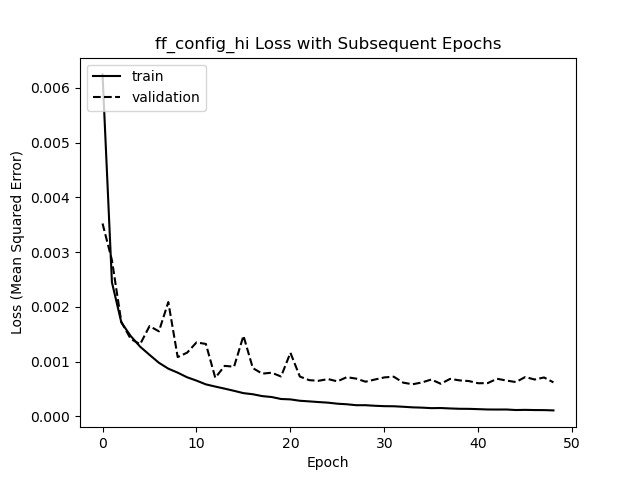 ff_config_hi Loss with Subsequent Epochs
train
validation
Loss (Mean Squared Error)
0.006
0.005
0.004
0.003
0.002
0.001
0.000
0 10 20 30 40 50
Epoch